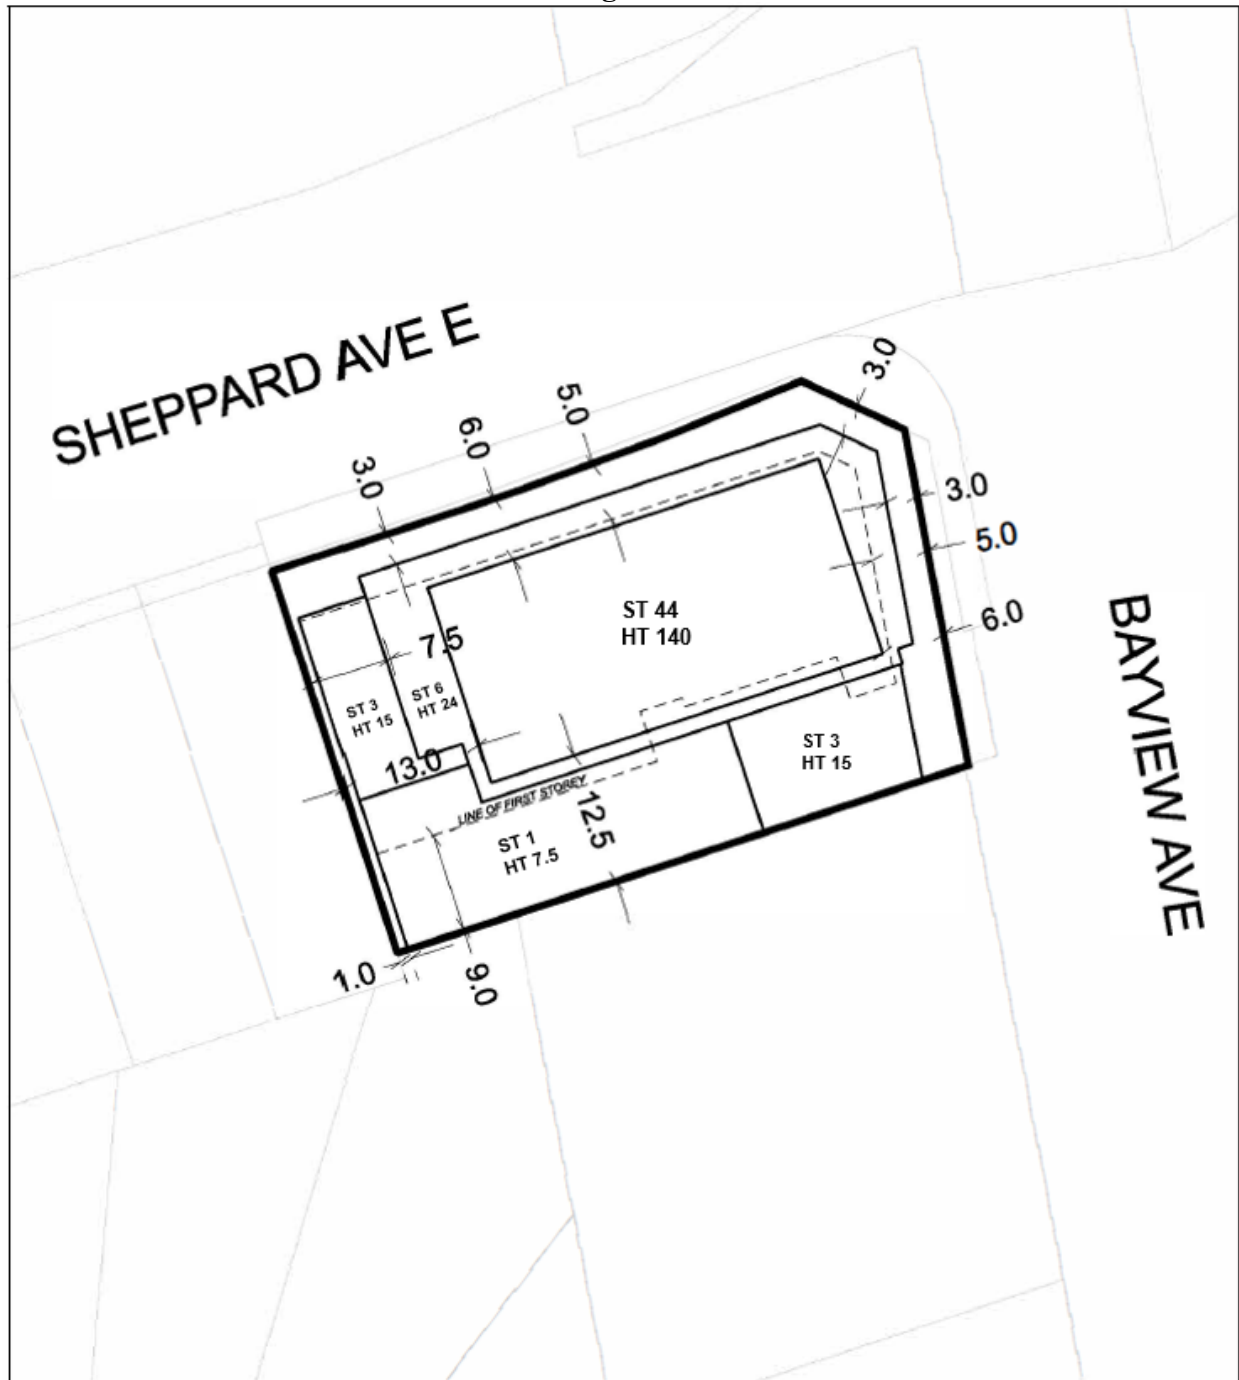 SHEPPARD AVE E
3.0
6.0
5.0
3.0
3.0
5.0
6.0
BAYVIEW AVE
ST 44
HT 140
7.5
ST 6
HT 24
ST 3
HT 15
13.0
ST 3
HT 15
LINE OF FIRST STOREY
ST 1
HT 7.5
12.5
1.0
9.0